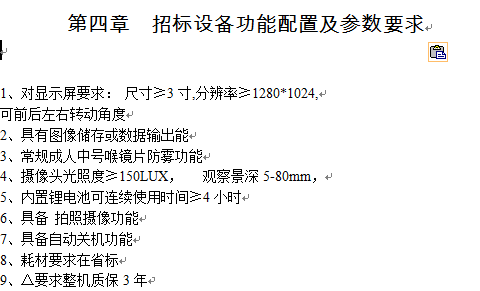 第四章　招标设备功能配置及参数要求
1、对显示屏要求： 尺寸≥3寸,分辨率≥1280*1024,
可前后左右转动角度
2、具有图像储存或数据输出能
3、常规成人中号喉镜片防雾功能
4、摄像头光照度≥150LUX， 观察景深 5-80mm，
5、内置锂电池可连续使用时间≥4小时
6、具备 拍照摄像功能
7、具备自动关机功能
8、耗材要求在省标
9、△要求整机质保3年